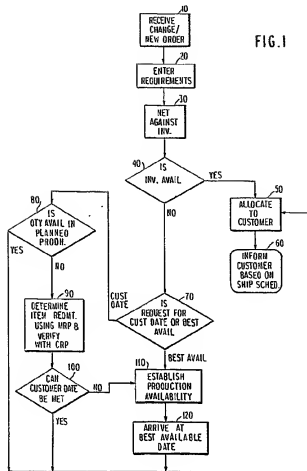 FIG.1
10
RECEIVE
CHANGE/
NEW ORDER
20
ENTER
REQUIREMENTS
30
NET
AGAINST
INV.
40
IS
INV. AVAIL
YES
NO
50
ALLOCATE
TO
CUSTOMER
60
INFORM
CUSTOMER
BASED ON
SHIP SCHED.
70
IS
REQUEST FOR
CUST DATE OR BEST
AVAIL
CUST
DATE
BEST AVAIL
80
IS
QTY AVAIL IN
PLANNED
PRODN.
YES
NO
90
DETERMINE
ITEM REQMT.
USING MRP &
VERIFY
WITH CRP
100
CAN
CUSTOMER DATE
BE MET
NO
YES
110
ESTABLISH
PRODUCTION
AVAILABILITY
120
ARRIVE AT
BEST AVAILABLE
DATE